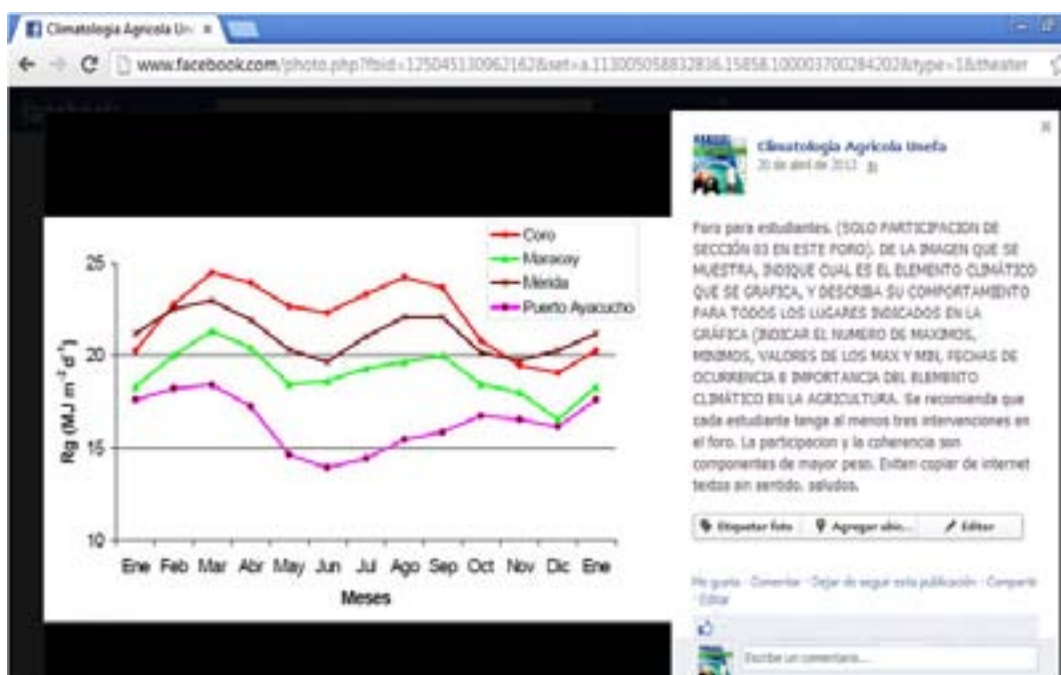 Climatologia Agricola Un
www.facebook.com/photo.php?fbid=125045130962162&set=a.113005058832836.15858.100003700284202&type=1&theater
Climatologia Agricola Unefa
20 de abril de 2012
Foro para estudiantes. (SOLO PARTICIPACION DE
SECCIÓN 03 EN ESTE FORO). DE LA IMAGEN QUE SE
MUESTRA, INDIQUE CUAL ES EL ELEMENTO CLIMÁTICO
QUE SE GRAFICA, Y DESCRIBA SU COMPORTAMIENTO
PARA TODOS LOS LUGARES INDICADOS EN LA
GRÁFICA (INDICAR EL NUMERO DE MAXIMOS,
MINIMOS, VALORES DE LOS MAX Y MIN, FECHAS DE
OCURRENCIA E IMPORTANCIA DEL ELEMENTO
CLIMÁTICO EN LA AGRICULTURA. Se recomienda que
cada estudiante tenga al menos tres intervenciones en
el foro. La participacion y la coherencia son
componentes de mayor peso. Eviten copiar de internet
textos sin sentido. saludos.
Etiquetar foto Agregar ubic... Editar
Me gusta · Comentar · Dejar de seguir esta publicación · Compartir
· Editar
Escribe un comentario...
Coro
Maracay
Mérida
Puerto Ayacucho
Rg (MJ m⁻² d⁻¹)
25
20
15
10
Ene Feb Mar Abr May Jun Jul Ago Sep Oct Nov Dic Ene
Meses